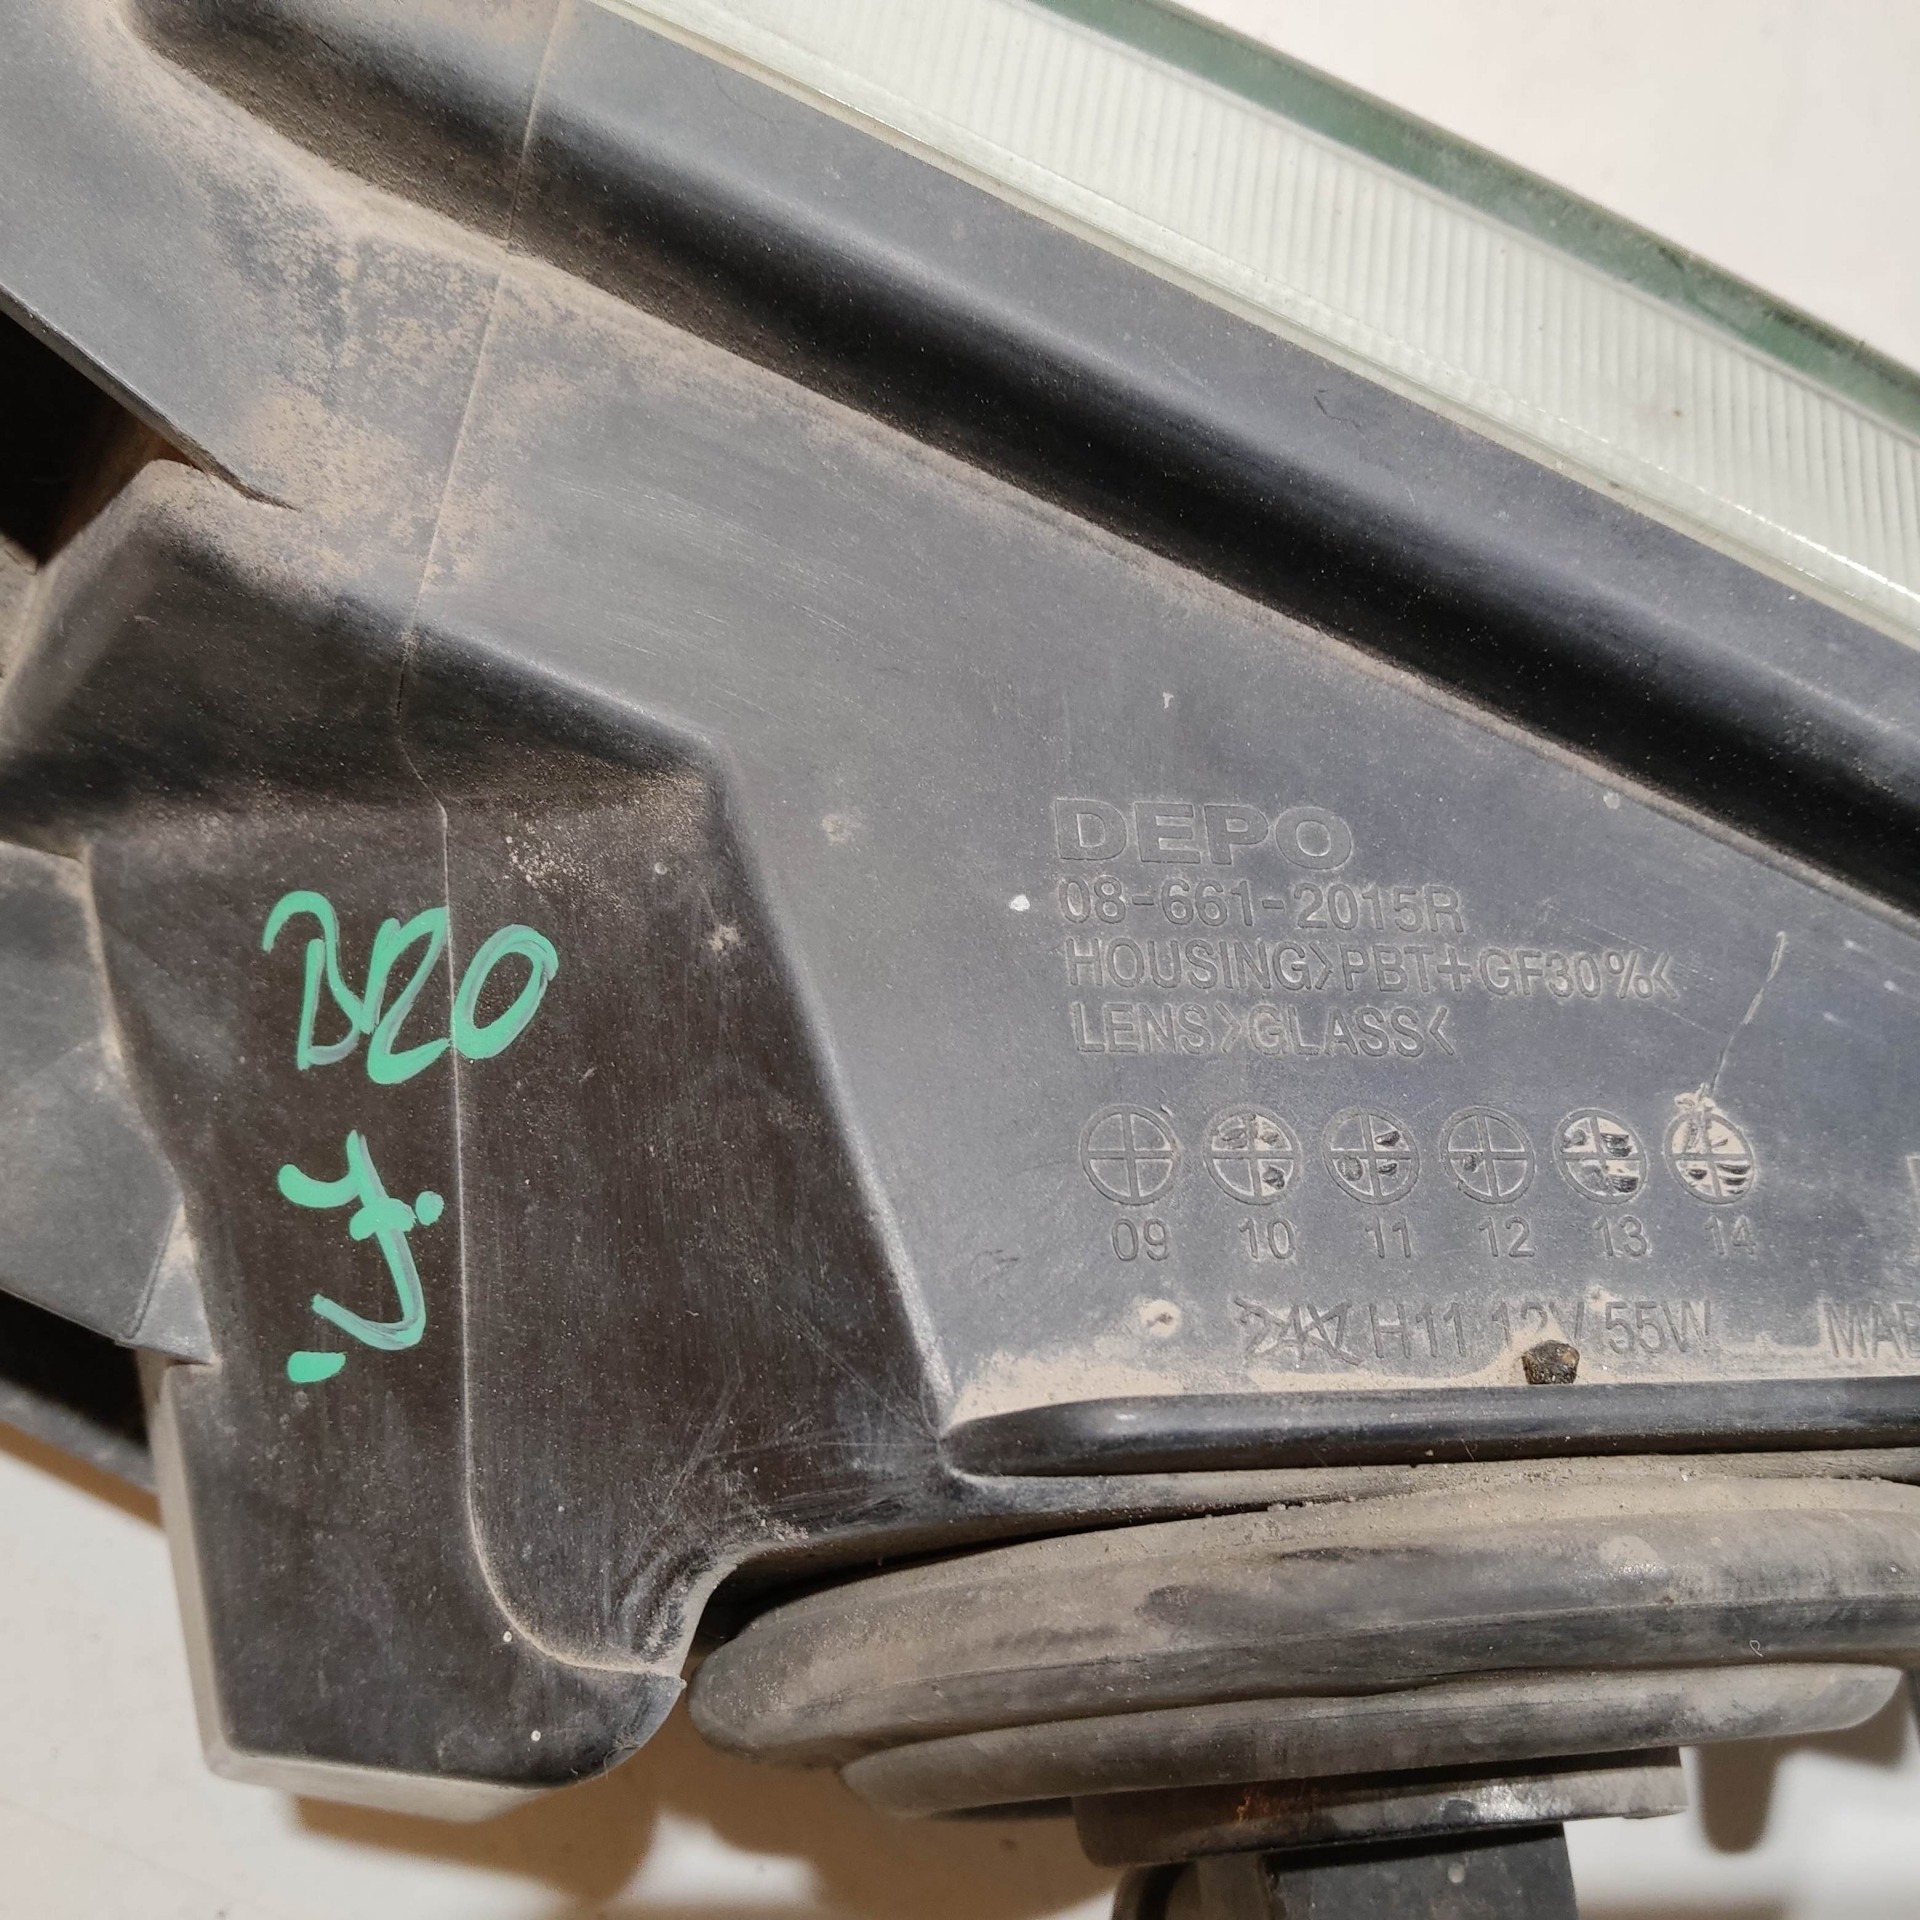 DEPO
08-661-2015R
HOUSING>PBT+GF30%<
LENS>GLASS<
09 10 11 12 13 14
H11 12V 55W